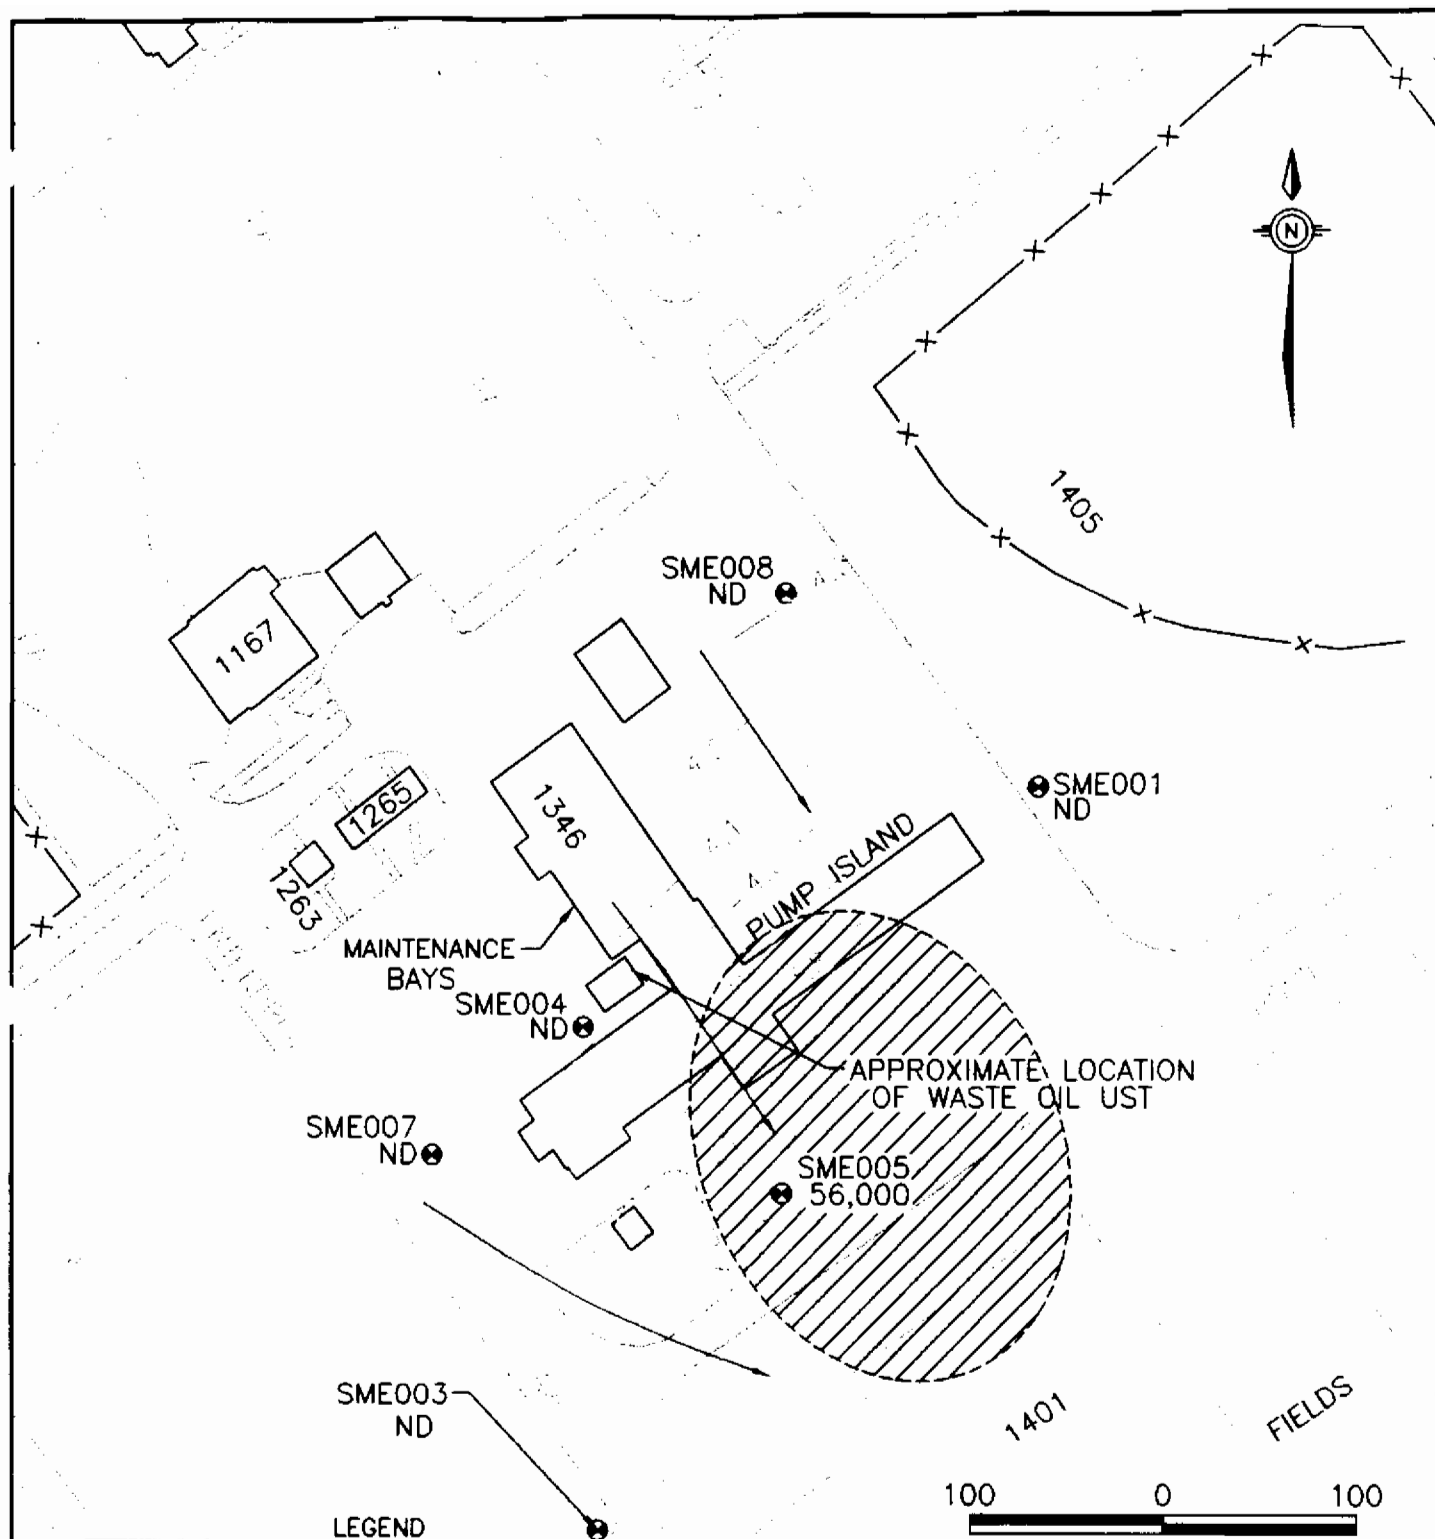 N
1405
SME008
ND
1167
SME001
ND
1265
1346
PUMP ISLAND
1263
MAINTENANCE
BAYS
SME004
ND
APPROXIMATE LOCATION
OF WASTE OIL UST
SME007
ND
SME005
56,000
SME003
ND
1401
FIELDS
100 0 100
LEGEND